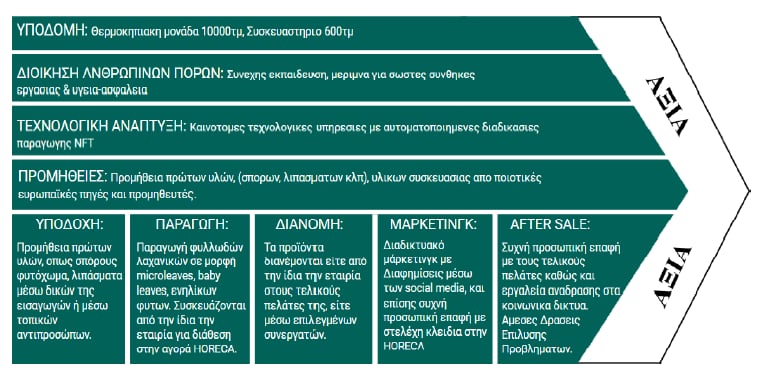 ΥΠΟΔΟΜΗ: Θερμοκηπιακη μονάδα 10000τμ, Συσκευαστηριο 600τμ
ΔΙΟΙΚΗΣΗ ΑΝΘΡΩΠΙΝΩΝ ΠΟΡΩΝ: Συνεχης εκπαιδευση, μεριμνα για σωστες συνθηκες
εργασιας & υγεια-ασφαλεια
ΤΕΧΝΟΛΟΓΙΚΗ ΑΝΑΠΤΥΞΗ: Καινοτομες τεχνολογικες υπηρεσιες με αυτοματοποιημενες διαδικασιες
παραγωγης NFT
ΠΡΟΜΗΘΕΙΕΣ: Προμήθεια πρώτων υλών, (σπορων, λιπασματων κλπ), υλικων συσκευασιας απο ποιοτικές
ευρωπαϊκές πηγές και προμηθευτές.
ΑΞΙΑ
ΑΞΙΑ
ΥΠΟΔΟΧΗ:
Προμήθεια πρώτων
υλών, οπως σπόρους
φυτόχωμα, λιπάσματα
μέσω δικών της
εισαγωγών ή μέσω
τοπικών
αντιπροσώπων.
ΠΑΡΑΓΩΓΗ:
Παραγωγή φυλλωδών
λαχανικών σε μορφή
microleaves, baby
leaves, ενηλίκων
φυτων. Συσκευάζονται
από την ίδια την
εταιρία για διάθεση
στην αγορά HORECA.
ΔΙΑΝΟΜΗ:
Τα προϊόντα
διανέμονται είτε από
την ίδια την εταιρία
στους τελικούς
πελάτες της, είτε
μέσω επιλεγμένων
συνεργατών.
ΜΑΡΚΕΤΙΝΓΚ:
Διαδικτυακό
μάρκετινγκ με
Διαφημίσεις μέσω
των social media, και
επίσης συχνή
προσωπική επαφή με
στελέχη κλειδια στην
HORECA
AFTER SALE:
Συχνή προσωπική επαφή
με τους τελικούς
πελάτες καθώς και
εργαλεία αναδρασης στα
κοινωνικα δικτυα.
Αμεσες Δρασεις
Επιλυσης
Προβληματων.